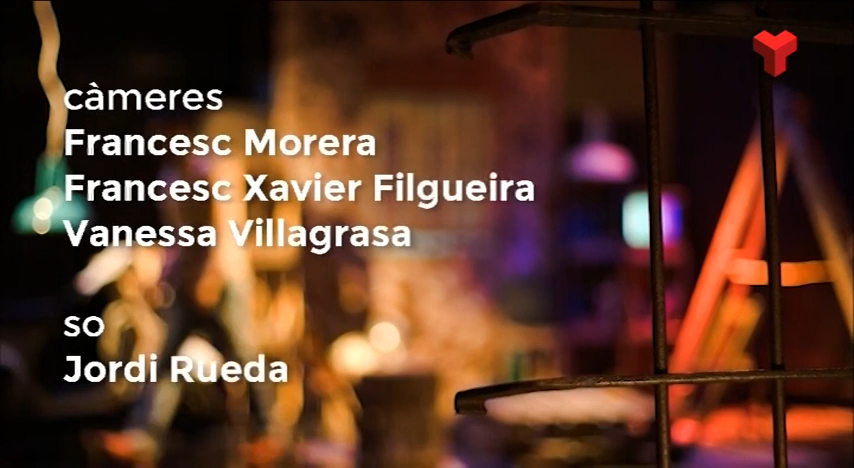 càmeres
Francesc Morera
Francesc Xavier Filgueira
Vanessa Villagrasa
so
Jordi Rueda